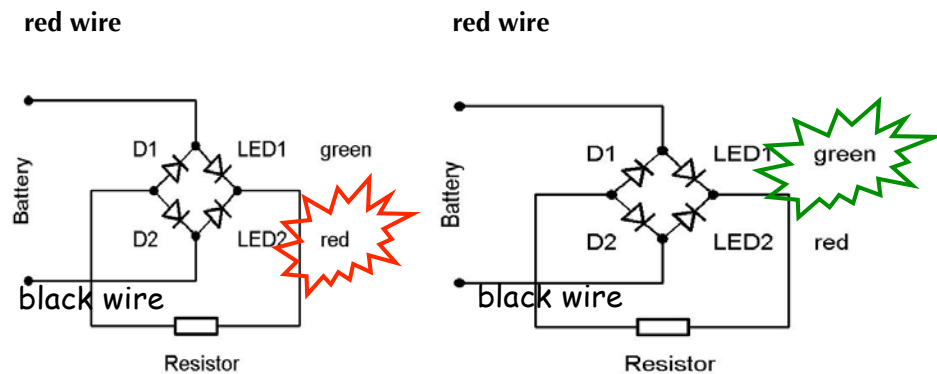 red wire
D1
LED1
green
Battery
D2
LED2
red
black wire
Resistor
red wire
D1
LED1
green
Battery
D2
LED2
red
black wire
Resistor